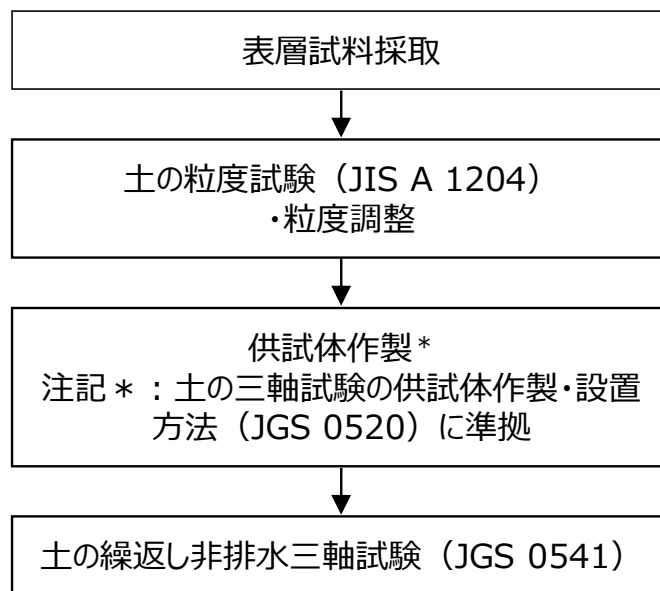 表層試料採取
土の粒度試験（JIS A 1204）
・粒度調整
供試体作製*
注記＊：土の三軸試験の供試体作製・設置
方法（JGS 0520）に準拠
土の繰返し非排水三軸試験（JGS 0541）